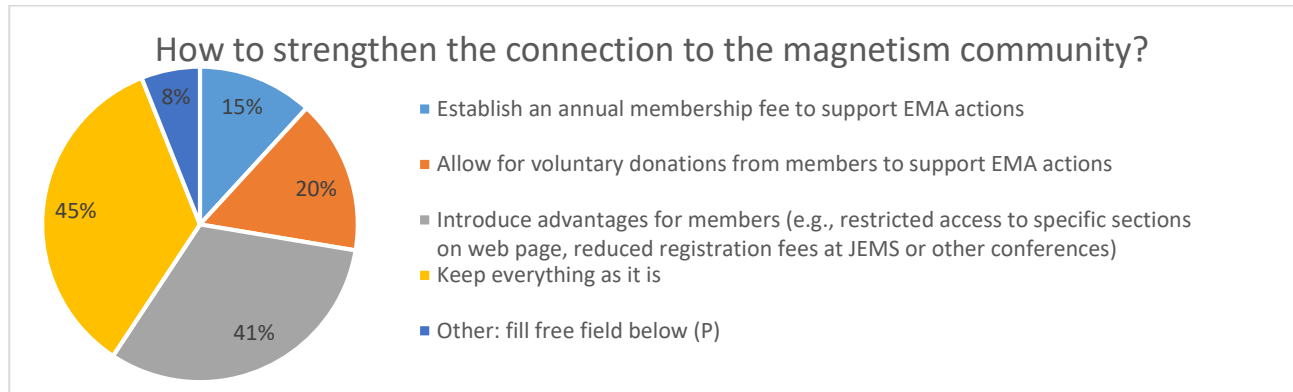 How to strengthen the connection to the magnetism community?
8%
15%
20%
45%
41%
Establish an annual membership fee to support EMA actions
Allow for voluntary donations from members to support EMA actions
Introduce advantages for members (e.g., restricted access to specific sections
on web page, reduced registration fees at JEMS or other conferences)
Keep everything as it is
Other: fill free field below (P)